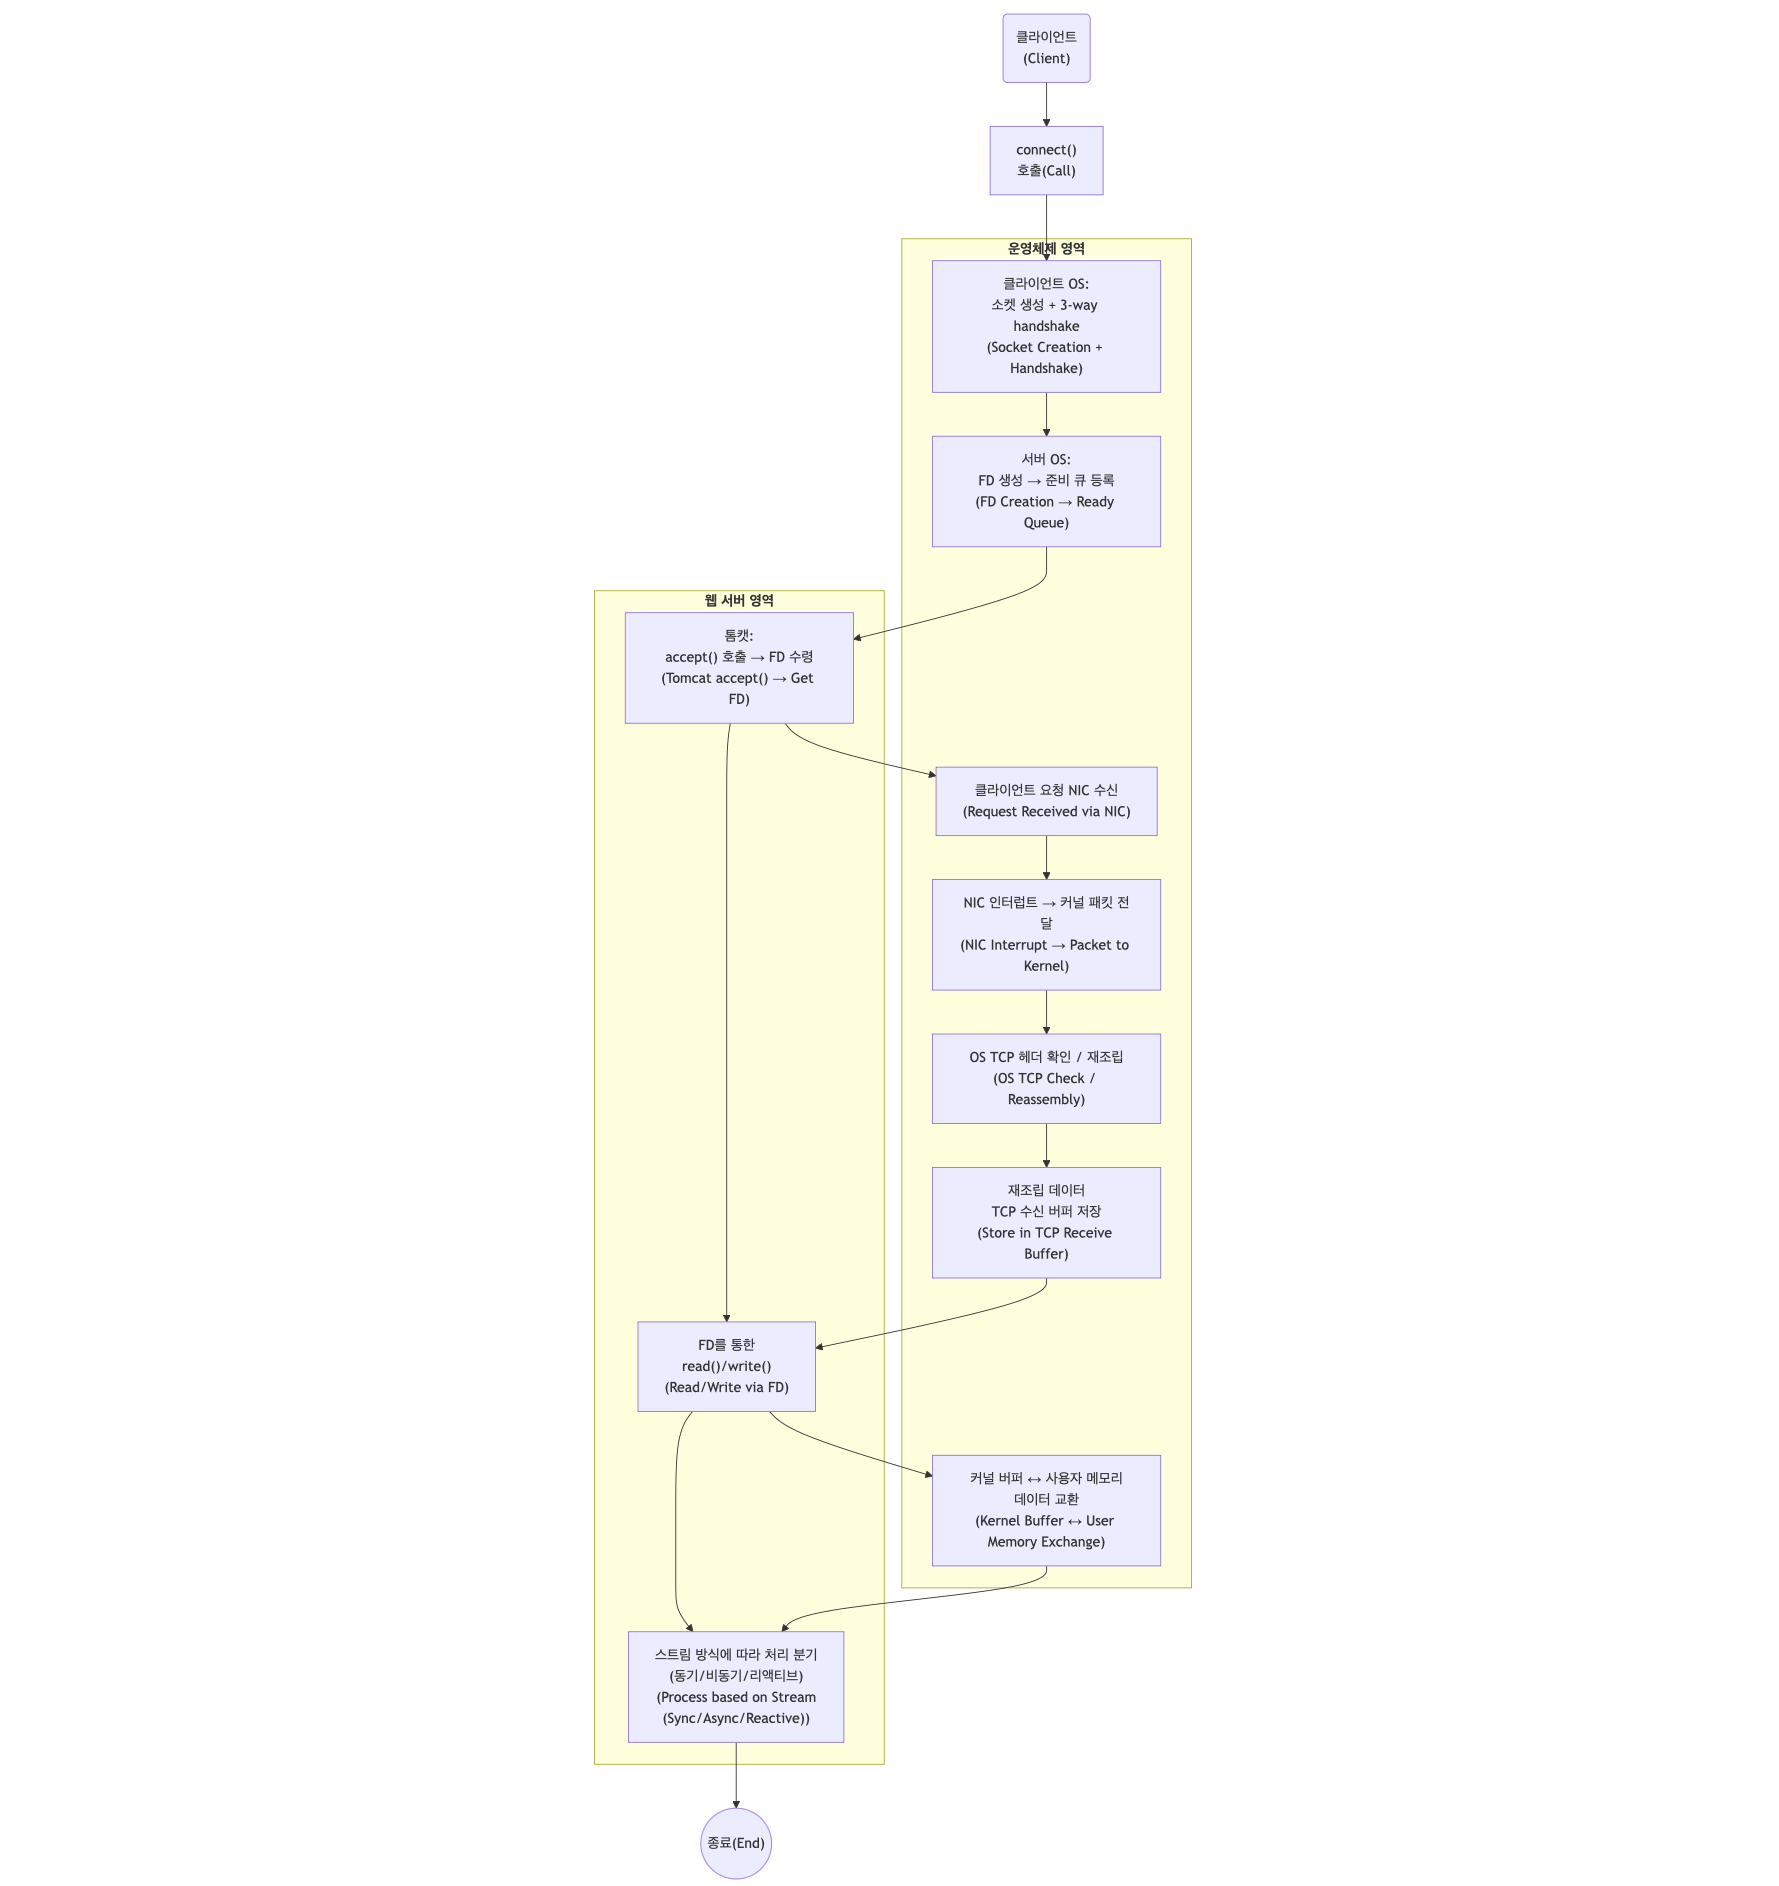 클라이언트
(Client)
connect()
호출(Call)
운영체제 영역
클라이언트 OS:
소켓 생성 + 3-way
handshake
(Socket Creation +
Handshake)
서버 OS:
FD 생성 → 준비 큐 등록
(FD Creation → Ready
Queue)
웹 서버 영역
톰캣:
accept() 호출 → FD 수령
(Tomcat accept() → Get
FD)
클라이언트 요청 NIC 수신
(Request Received via NIC)
NIC 인터럽트 → 커널 패킷 전
달
(NIC Interrupt → Packet to
Kernel)
OS TCP 헤더 확인 / 재조립
(OS TCP Check /
Reassembly)
재조립 데이터
TCP 수신 버퍼 저장
(Store in TCP Receive
Buffer)
FD를 통한
read()/write()
(Read/Write via FD)
커널 버퍼 ↔ 사용자 메모리
데이터 교환
(Kernel Buffer ↔ User
Memory Exchange)
스트림 방식에 따라 처리 분기
(동기/비동기/리액티브)
(Process based on Stream
(Sync/Async/Reactive))
종료(End)